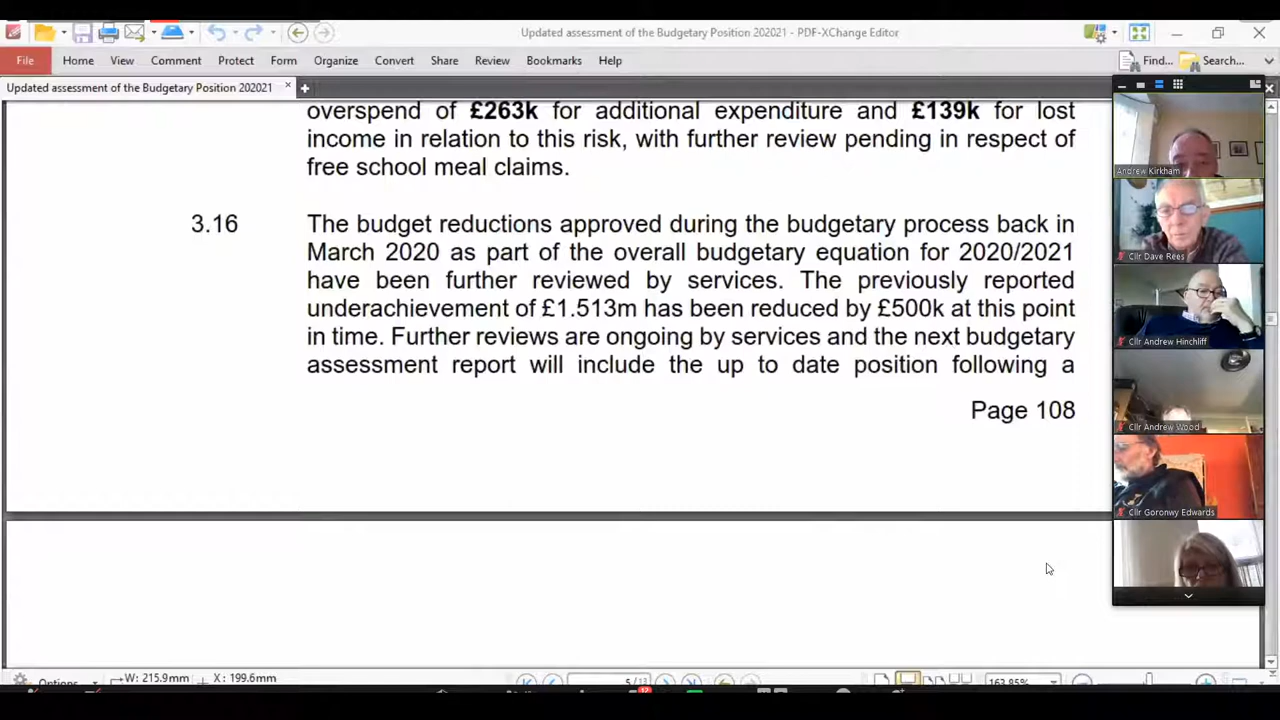 Updated assessment of the Budgetary Position 202021 - PDF-XChange Editor
File Home View Comment Protect Form Organize Convert Share Review Bookmarks Help Find... Search...
Updated assessment of the Budgetary Position 202021
overspend of £263k for additional expenditure and £139k for lost
income in relation to this risk, with further review pending in respect of
free school meal claims.
3.16 The budget reductions approved during the budgetary process back in
March 2020 as part of the overall budgetary equation for 2020/2021
have been further reviewed by services. The previously reported
underachievement of £1.513m has been reduced by £500k at this point
in time. Further reviews are ongoing by services and the next budgetary
assessment report will include the up to date position following a
Page 108
Andrew Kirkham
Cllr Dave Rees
Cllr Andrew Hinchliff
Cllr Andrew Wood
Cllr Goronwy Edwards
Options W: 215.9mm X: 199.6mm 5 / 13 163.85%